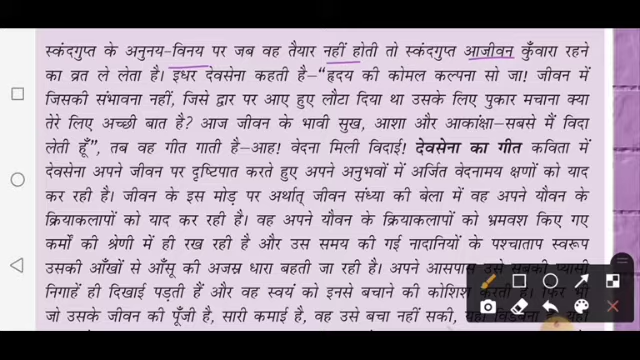 स्कंदगुप्त के अनुनय-विनय पर जब वह तैयार नहीं होती तो स्कंदगुप्त आजीवन कुँवारा रहने
का व्रत ले लेता है। इधर देवसेना कहती है–“हृदय की कोमल कल्पना सो जा! जीवन में
जिसकी संभावना नहीं, जिसे द्वार पर आए हुए लौटा दिया था उसके लिए पुकार मचाना क्या
तेरे लिए अच्छी बात है? आज जीवन के भावी सुख, आशा और आकांक्षा–सबसे मैं विदा
लेती हूँ”, तब वह गीत गाती है–आह! वेदना मिली विदाई! देवसेना का गीत कविता में
देवसेना अपने जीवन पर दृष्टिपात करते हुए अपने अनुभवों में अर्जित वेदनामय क्षणों को याद
कर रही है। जीवन के इस मोड़ पर अर्थात् जीवन संध्या की बेला में वह अपने यौवन के
क्रियाकलापों को याद कर रही है। वह अपने यौवन के क्रियाकलापों को भ्रमवश किए गए
कर्मों की श्रेणी में ही रख रही है और उस समय की गई नादानियों के पश्चाताप स्वरूप
उसकी आँखों से आँसू की अजस्र धारा बहती जा रही है। अपने आसपास उसे सबकी प्यासी
निगाहें ही दिखाई पड़ती हैं और वह स्वयं को इनसे बचाने की कोशिश करती है। फिर भी
जो उसके जीवन की पूँजी है, सारी कमाई है, वह उसे बचा नहीं सकी, यही विडंबना